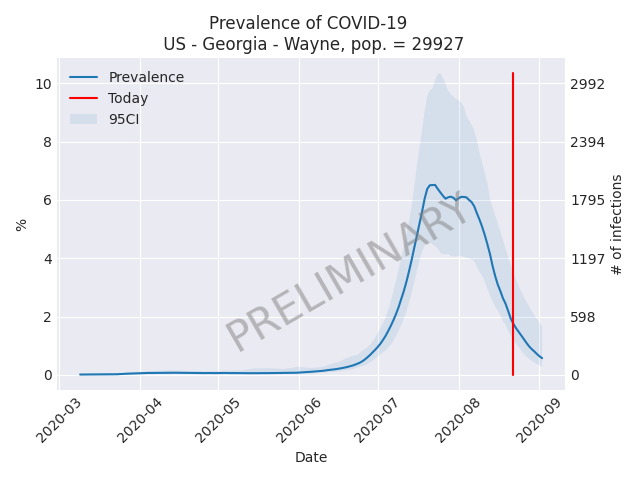 Prevalence of COVID-19
US - Georgia - Wayne, pop. = 29927
Prevalence
Today
95CI
10
8
6
4
2
0
%
2992
2394
1795
1197
598
0
# of infections
PRELIMINARY
2020-03
2020-04
2020-05
2020-06
2020-07
2020-08
2020-09
Date